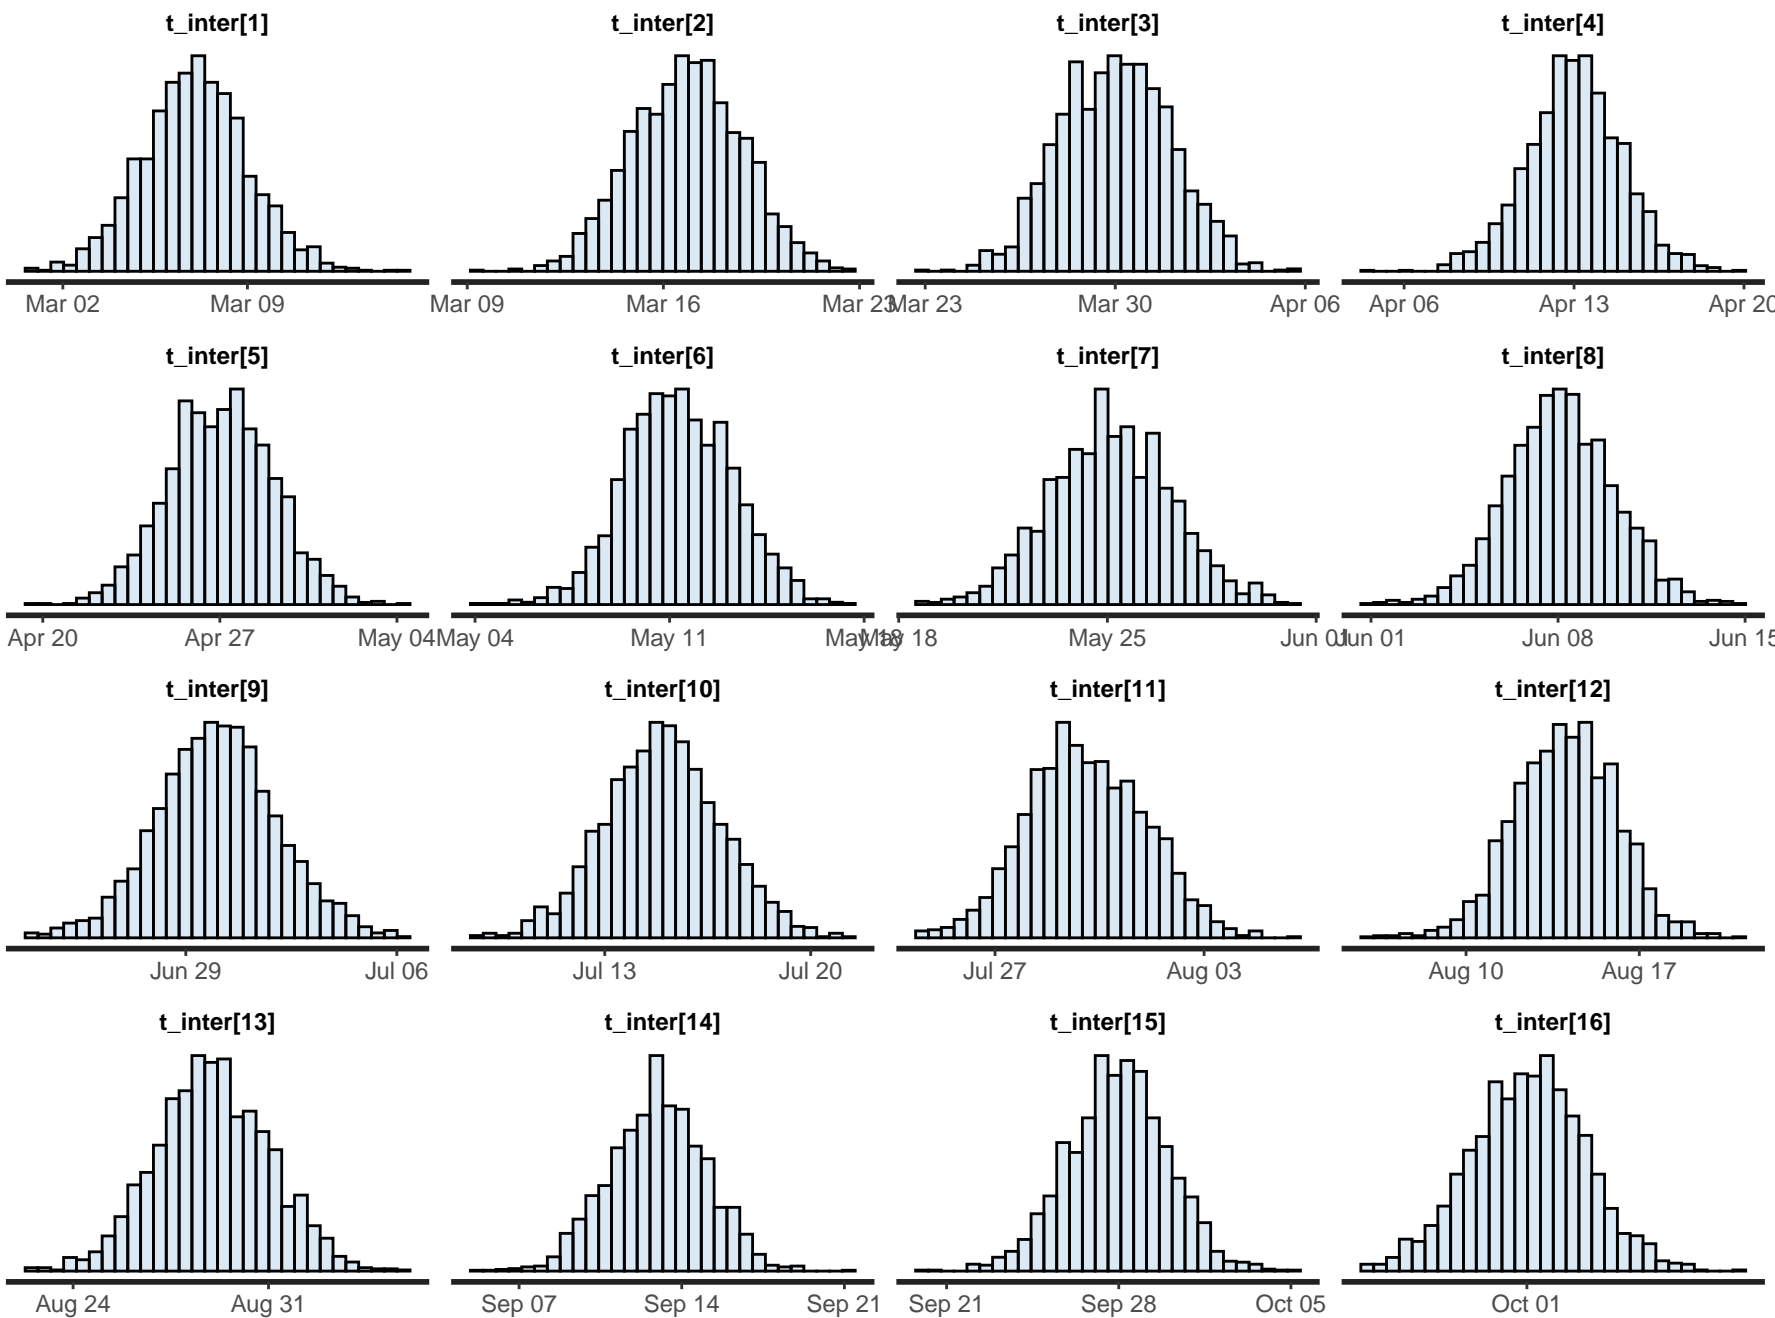 t_inter[1] t_inter[2] t_inter[3] t_inter[4]
Mar 02 Mar 09 Mar 09 Mar 16 Mar 23 Mar 23 Mar 30 Apr 06 Apr 06 Apr 13 Apr 20
t_inter[5] t_inter[6] t_inter[7] t_inter[8]
Apr 20 Apr 27 May 04 May 04 May 11 May 18 May 18 May 25 Jun 01 Jun 01 Jun 08 Jun 15
t_inter[9] t_inter[10] t_inter[11] t_inter[12]
Jun 29 Jul 06 Jul 13 Jul 20 Jul 27 Aug 03 Aug 10 Aug 17
t_inter[13] t_inter[14] t_inter[15] t_inter[16]
Aug 24 Aug 31 Sep 07 Sep 14 Sep 21 Sep 21 Sep 28 Oct 05 Oct 01